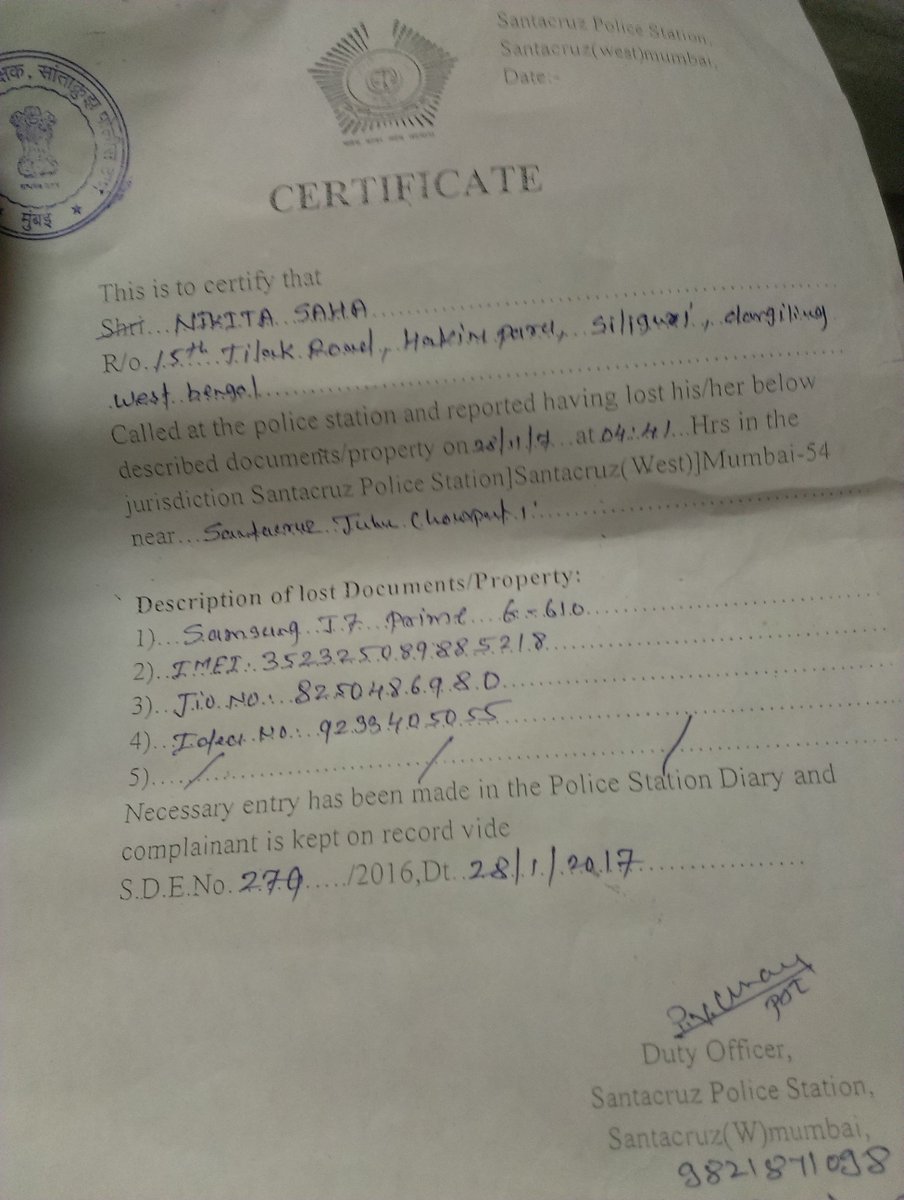 Santacruz Police Station,
Santacruz(west)mumbai,
Date:-
क्षक, सांताक्रुझ पोलीस
मुंबई
CERTIFICATE
This is to certify that
Shri... NIKITA SAHA
R/o. 15th Tilak Road, Hakim para, Siliguri, dargiling
West bengal
Called at the police station and reported having lost his/her below
described documents/property on 28/1/17 at 04:41 Hrs in the
jurisdiction Santacruz Police Station]Santacruz(West)]Mumbai-54
near... Santacruz Juhu Chowpati
Description of lost Documents/Property:
1)... Samsung J7 Prime G-610
2).. IMEI: 352325089885218
3).. Jio No.: 8250486980
4).. Idea No.: 9233405055
5)....
Necessary entry has been made in the Police Station Diary and
complainant is kept on record vide
S.D.E.No. 279...../2016,Dt. 28/1/2017
Duty Officer,
Santacruz Police Station,
Santacruz(W)mumbai,
9821871098